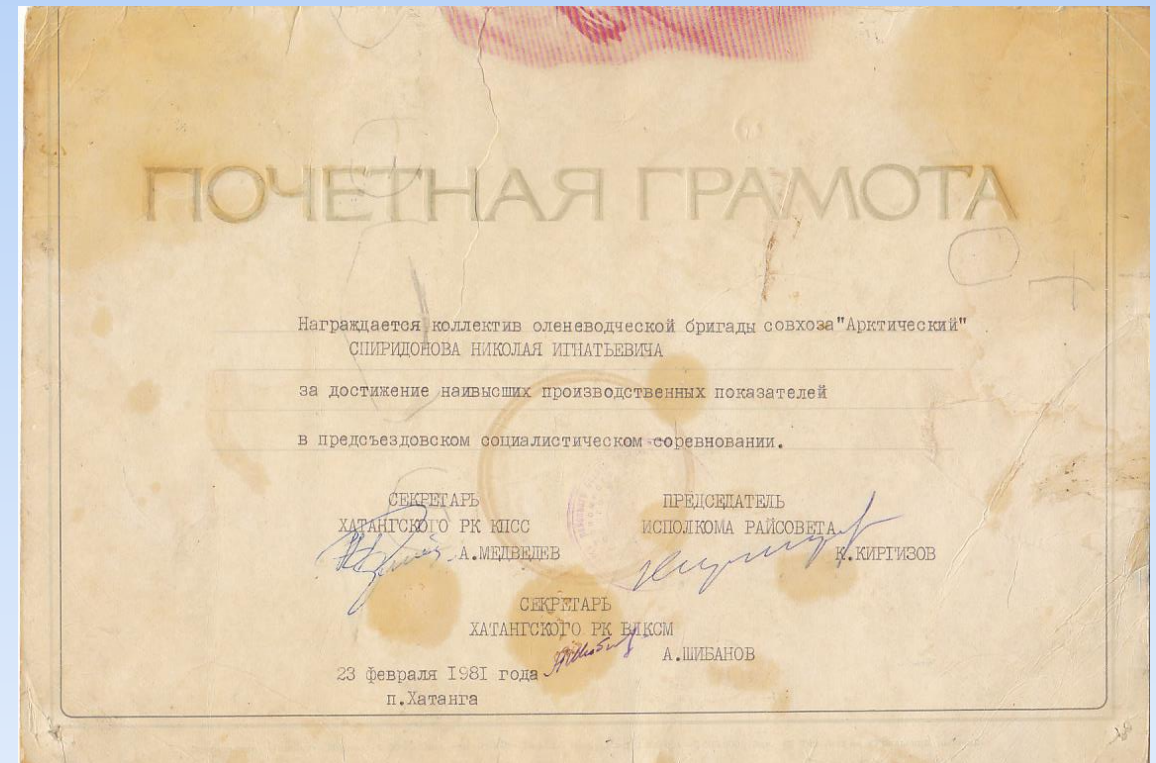 ПОЧЕТНАЯ ГРАМОТА
Награждается коллектив оленеводческой бригады совхоза"Арктический"
СПИРИДОНОВА НИКОЛАЯ ИГНАТЬЕВИЧА
за достижение наивысших производственных показателей
в предсъездовском социалистическом соревновании.
СЕКРЕТАРЬ
ХАТАНГСКОГО РК КПСС
А.МЕДВЕДЕВ
ПРЕДСЕДАТЕЛЬ
ИСПОЛКОМА РАЙСОВЕТА
К.КИРГИЗОВ
СЕКРЕТАРЬ
ХАТАНГСКОГО РК ВЛКСМ
А.ШИБАНОВ
23 февраля 1981 года
п.Хатанга